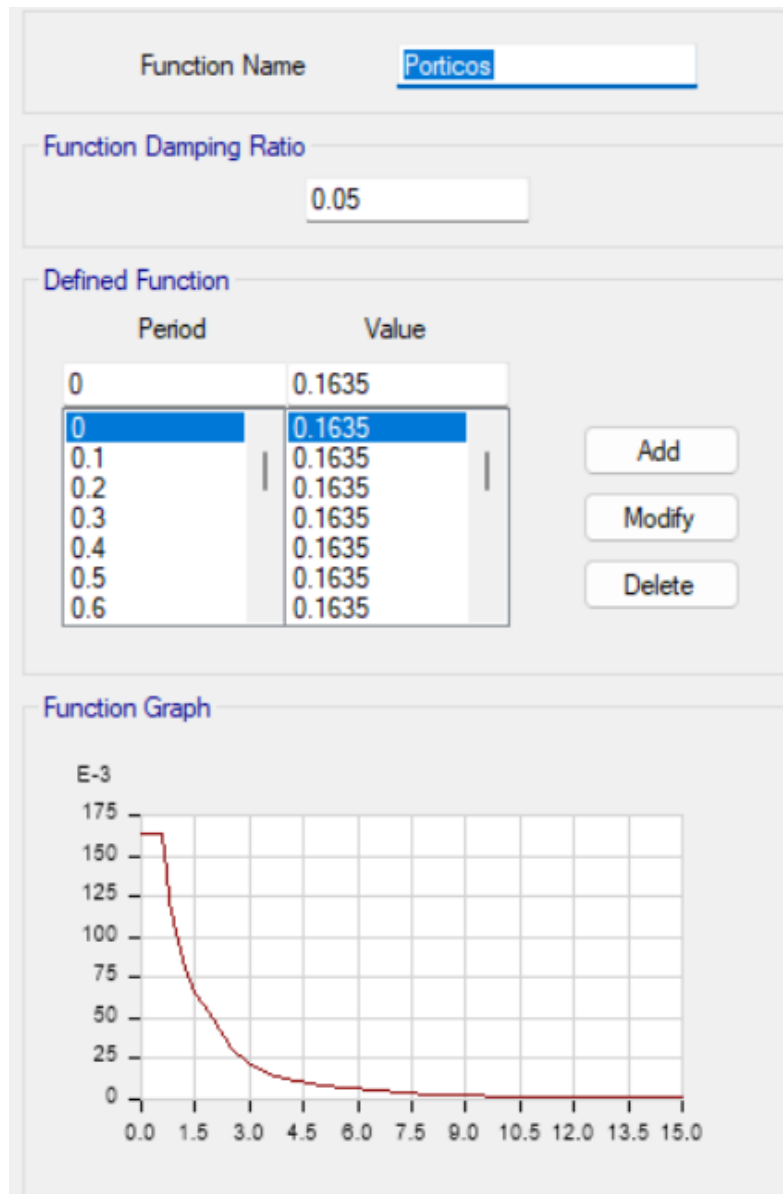 Function Name Porticos
Function Damping Ratio
0.05
Defined Function
Period Value
0 0.1635
0 0.1635
0.1 0.1635
0.2 0.1635
0.3 0.1635
0.4 0.1635
0.5 0.1635
0.6 0.1635
Add
Modify
Delete
Function Graph
E-3
175
150
125
100
75
50
25
0
0.0 1.5 3.0 4.5 6.0 7.5 9.0 10.5 12.0 13.5 15.0